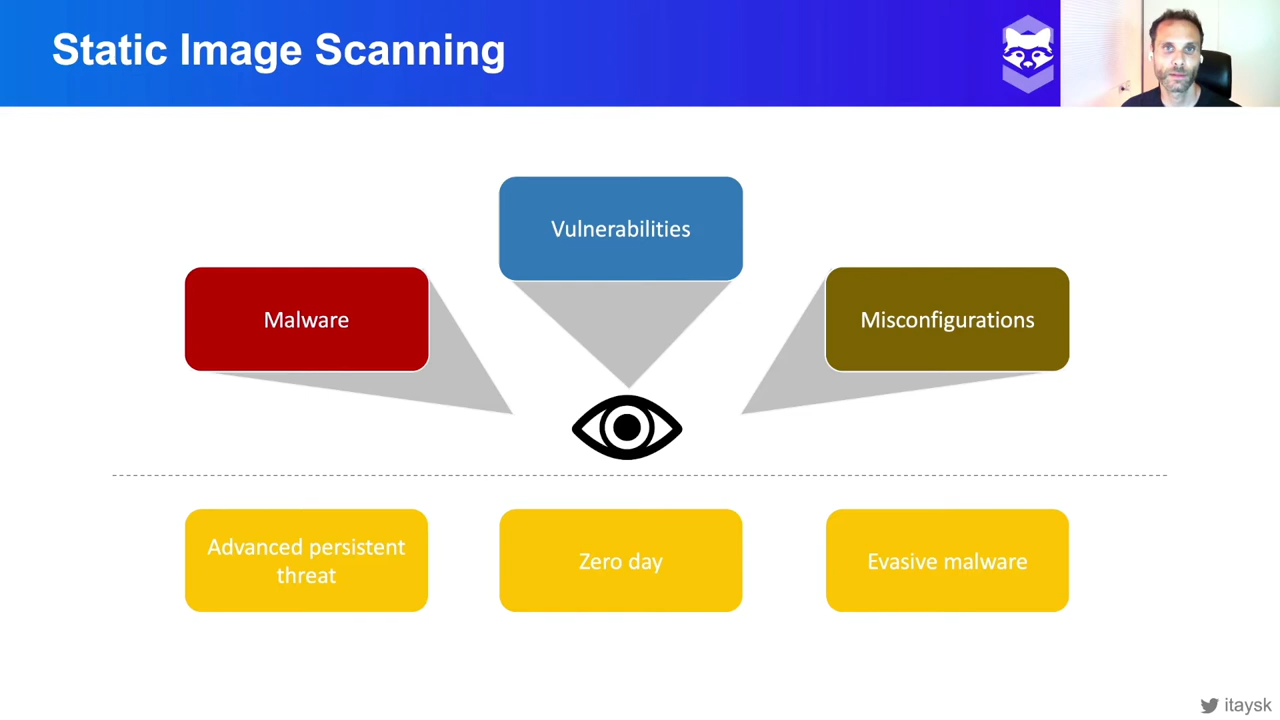 Static Image Scanning
Vulnerabilities
Malware
Misconfigurations
Advanced persistent
threat
Zero day
Evasive malware
itaysk